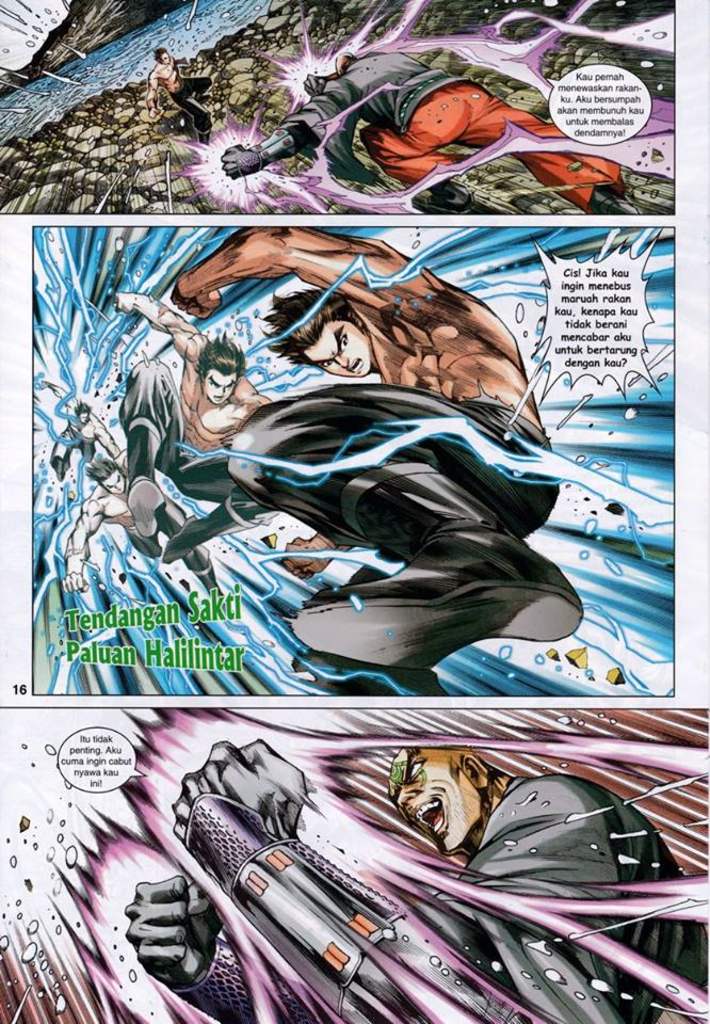 Kau pernah
menewaskan rakan-
ku. Aku bersumpah
akan membunuh kau
untuk membalas
dendamnya!
Cis! Jika kau
ingin menebus
maruah rakan
kau, kenapa kau
tidak berani
mencabar aku
untuk bertarung
dengan kau?
Tendangan Sakti
Paluan Halilintar
16
Itu tidak
penting. Aku
cuma ingin cabut
nyawa kau
ini!